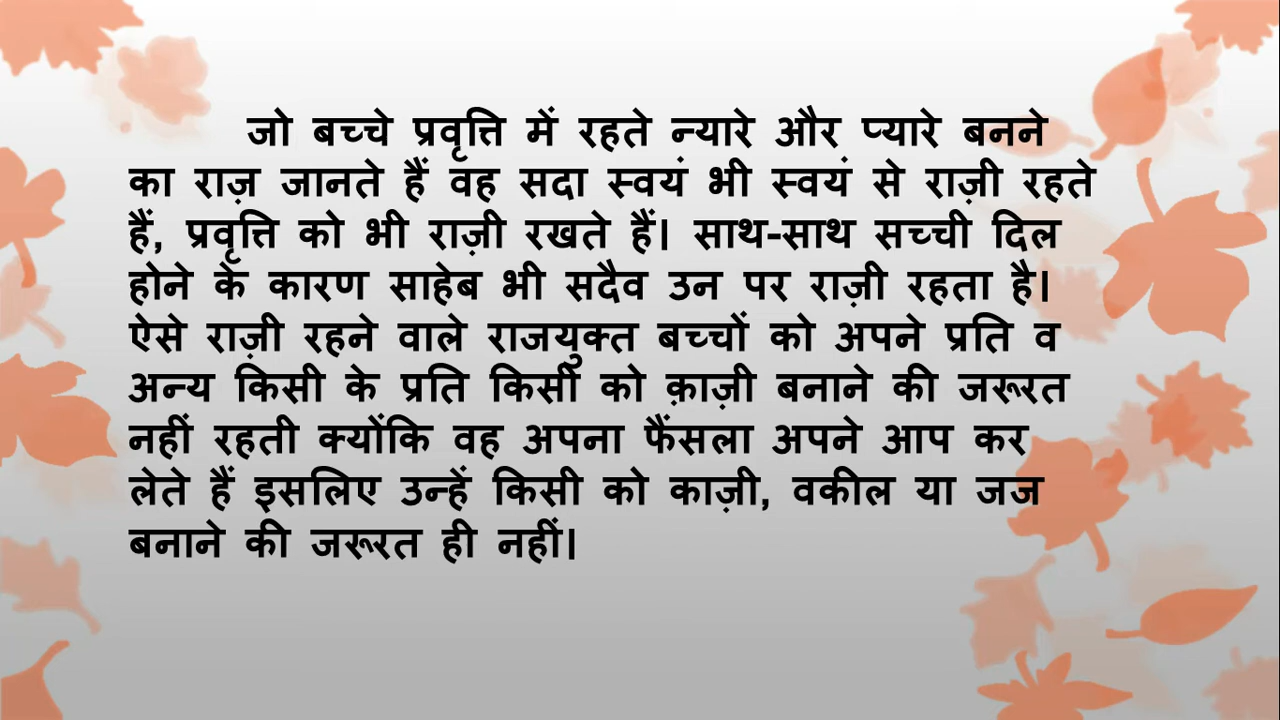 जो बच्चे प्रवृत्ति में रहते न्यारे और प्यारे बनने
का राज़ जानते हैं वह सदा स्वयं भी स्वयं से राज़ी रहते
हैं, प्रवृत्ति को भी राज़ी रखते हैं। साथ-साथ सच्ची दिल
होने के कारण साहेब भी सदैव उन पर राज़ी रहता है।
ऐसे राज़ी रहने वाले राजयुक्त बच्चों को अपने प्रति व
अन्य किसी के प्रति किसी को क़ाज़ी बनाने की जरूरत
नहीं रहती क्योंकि वह अपना फैंसला अपने आप कर
लेते हैं इसलिए उन्हें किसी को काज़ी, वकील या जज
बनाने की जरूरत ही नहीं।